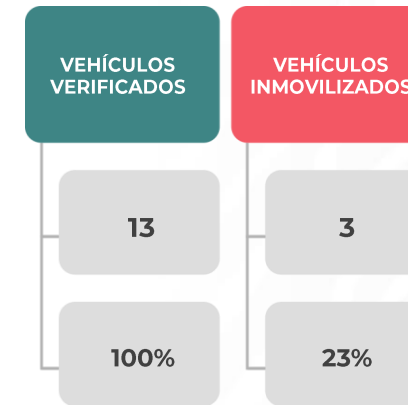 VEHÍCULOS
VERIFICADOS
13
100%
VEHÍCULOS
INMOVILIZADOS
3
23%